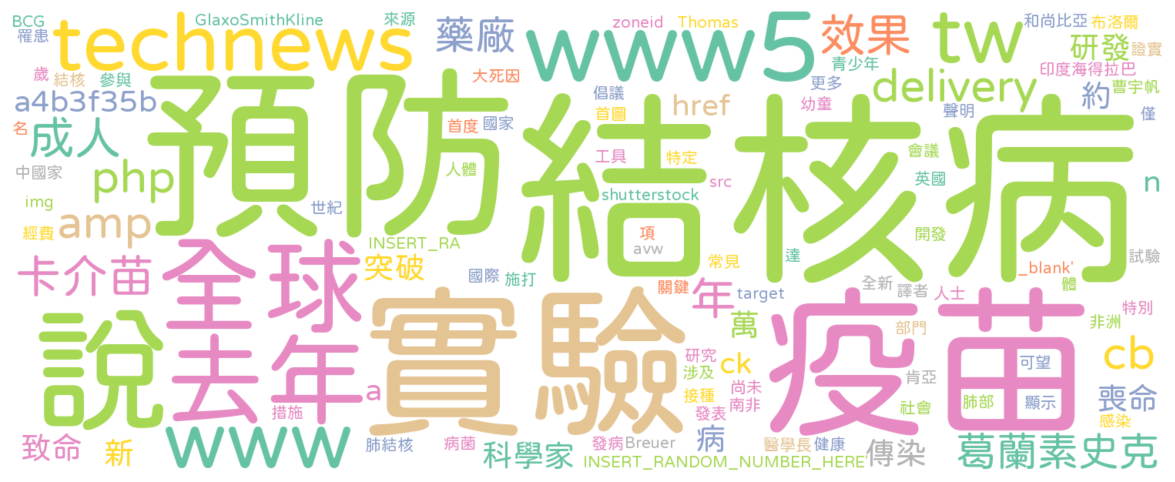 BCG
GlaxoSmithKline
來源
zoneid
Thomas
和尚比亞
布洛爾
罹患
technews
藥廠
www5
效果
tw
研發
證實
青少年
印度海得拉巴
歲
結核
參與
大死因
更多
delivery
曹宇帆
a4b3f35b
預防
結核病
倡議
href
幼童
約
聲明
僅
名
成人
首度
國家
首圖
會議
中國家
php
人體
工具
特定
英國
n
img
shutterstock
src
世紀
開發
經費
amp
項
avw
INSERT_RA
常見
達
試驗
卡介苗
全球
突破
國際
施打
關鍵
年
target
_blank'
體
全新
譯者
人士
特別
說
去年
實驗
萬
疫苗
部門
非洲
研究
涉及
ck
可望
cb
a
尚未
接種
肯亞
措施
南非
發表
社會
肺部
顯示
喪命
感染
致命
新
www
肺結核
病菌
科學家
發病
Breuer
病
醫學長
健康
傳染
葛蘭素史克
INSERT_RANDOM_NUMBER_HERE